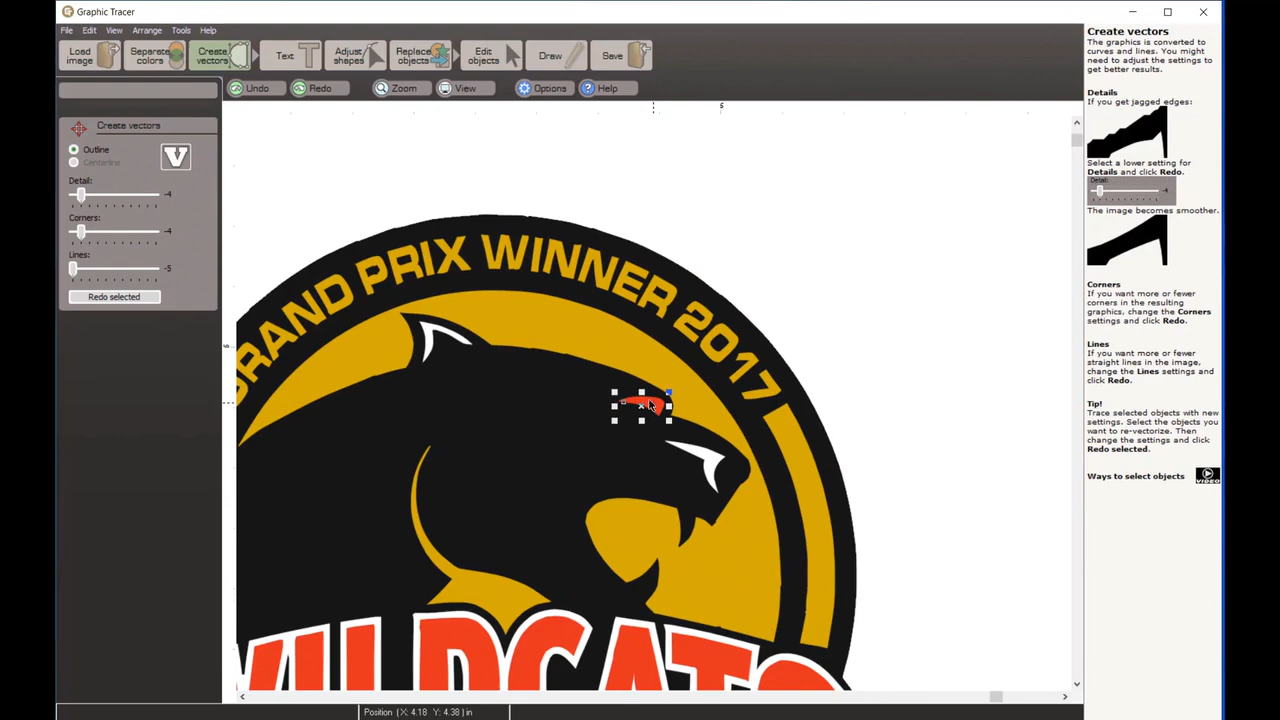 Graphic Tracer
File Edit View Arrange Tools Help
Load image
Separate colors
Create vectors
Text
Adjust shapes
Replace objects
Edit objects
Draw
Save
Undo Redo Zoom View Options Help
Create vectors
Outline
Centerline
V
Detail:
-4
Corners:
-4
Lines:
-5
Redo selected
5
GRAND PRIX WINNER 2017
WILDCATS
Position ( X: 4.18 Y: 4.38 ) in
Create vectors
The graphics is converted to
curves and lines. You might
need to adjust the settings to
get better results.
Details
If you get jagged edges:
Select a lower setting for
Details and click Redo.
Detail:
-4
The image becomes smoother.
Corners
If you want more or fewer
corners in the resulting
graphics, change the Corners
settings and click Redo.
Lines
If you want more or fewer
straight lines in the image,
change the Lines settings and
click Redo.
Tip!
Trace selected objects with new
settings. Select the objects you
want to re-vectorize. Then
change the settings and click
Redo selected.
Ways to select objects
VIDEO